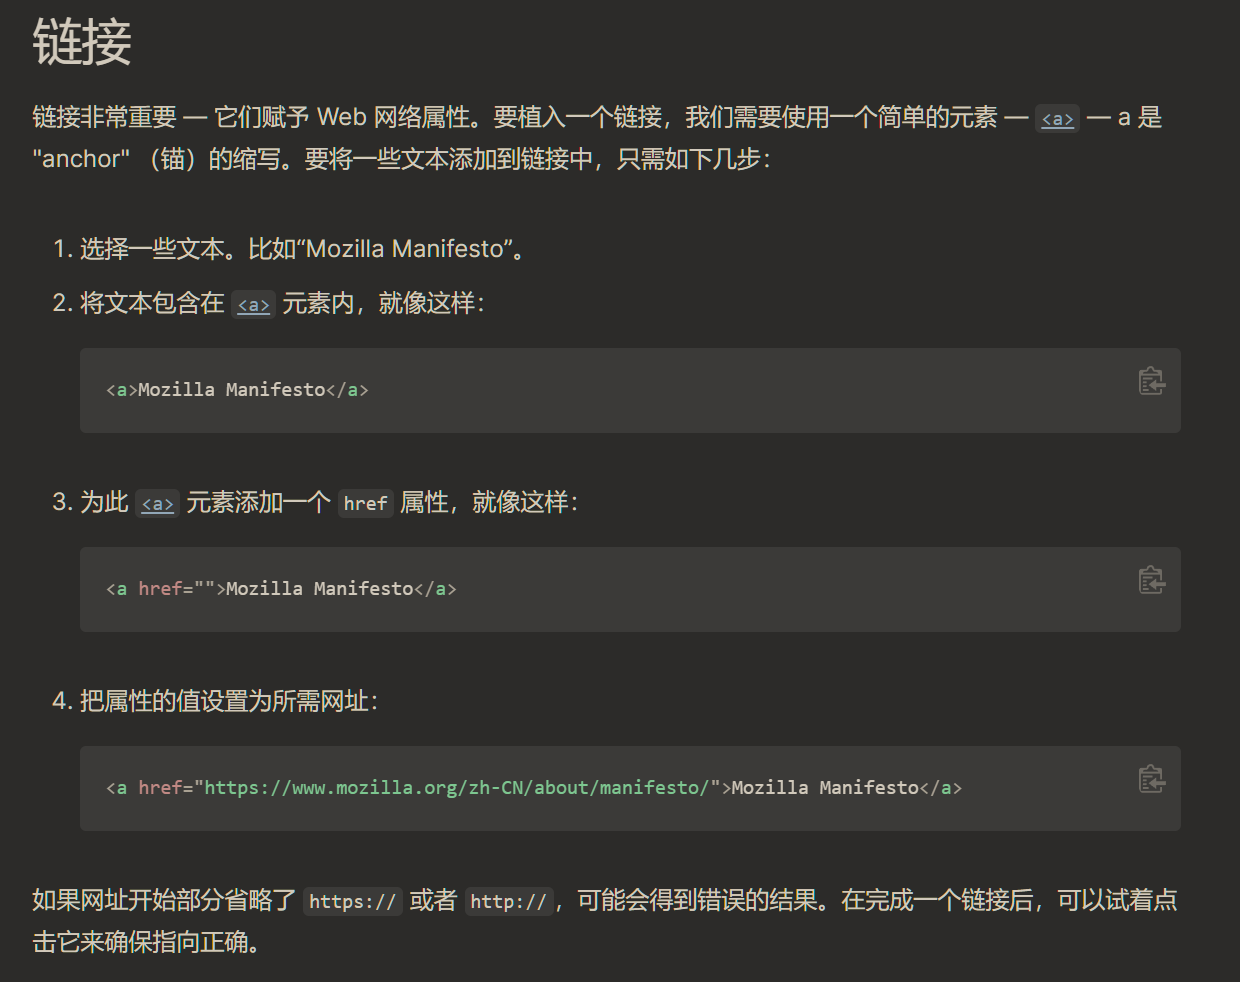 链接
链接非常重要 — 它们赋予 Web 网络属性。要植入一个链接，我们需要使用一个简单的元素 — <a> — a 是
"anchor" （锚）的缩写。要将一些文本添加到链接中，只需如下几步：
1. 选择一些文本。比如“Mozilla Manifesto”。
2. 将文本包含在 <a> 元素内，就像这样：
<a>Mozilla Manifesto</a>
3. 为此 <a> 元素添加一个 href 属性，就像这样：
<a href="">Mozilla Manifesto</a>
4. 把属性的值设置为所需网址：
<a href="https://www.mozilla.org/zh-CN/about/manifesto/">Mozilla Manifesto</a>
如果网址开始部分省略了 https:// 或者 http://，可能会得到错误的结果。在完成一个链接后，可以试着点
击它来确保指向正确。